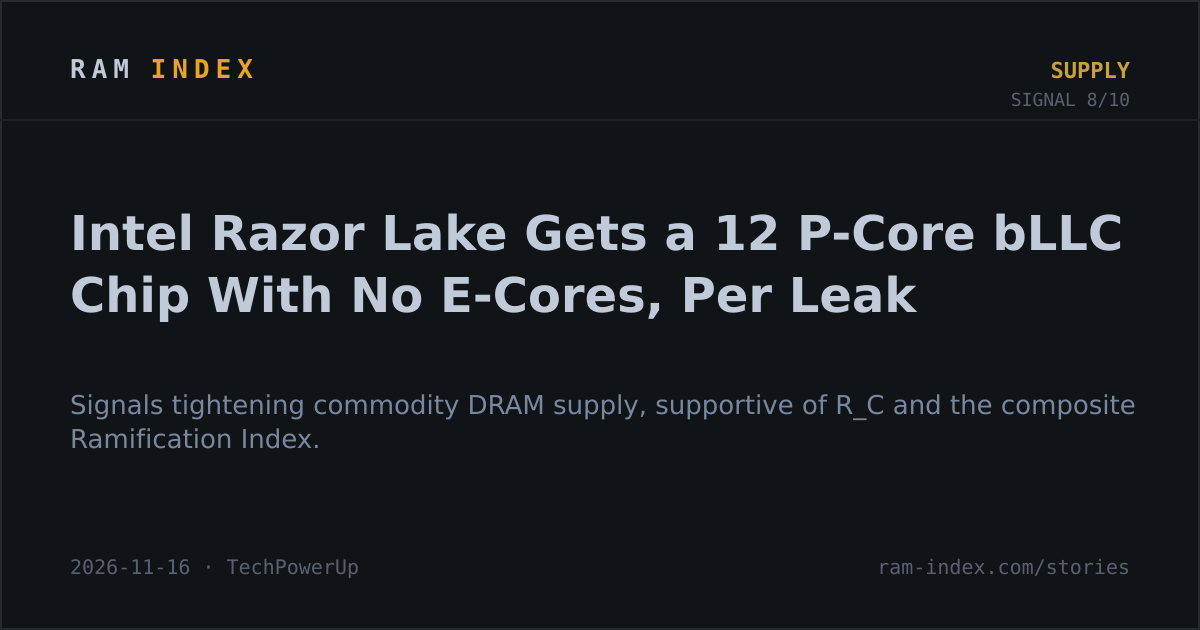 RAM INDEX
SUPPLY
SIGNAL 8/10
Intel Razor Lake Gets a 12 P-Core bLLC
Chip With No E-Cores, Per Leak
Signals tightening commodity DRAM supply, supportive of R_C and the composite
Ramification Index.
2026-11-16 · TechPowerUp
ram-index.com/stories